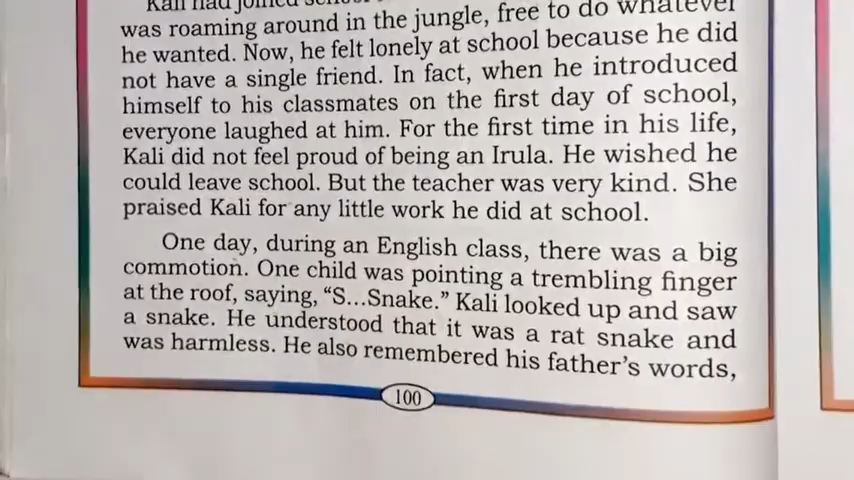 Kali had joined
was roaming around in the jungle, free to do whatever
he wanted. Now, he felt lonely at school because he did
not have a single friend. In fact, when he introduced
himself to his classmates on the first day of school,
everyone laughed at him. For the first time in his life,
Kali did not feel proud of being an Irula. He wished he
could leave school. But the teacher was very kind. She
praised Kali for any little work he did at school.
One day, during an English class, there was a big
commotion. One child was pointing a trembling finger
at the roof, saying, “S...Snake.” Kali looked up and saw
a snake. He understood that it was a rat snake and
was harmless. He also remembered his father’s words,
100